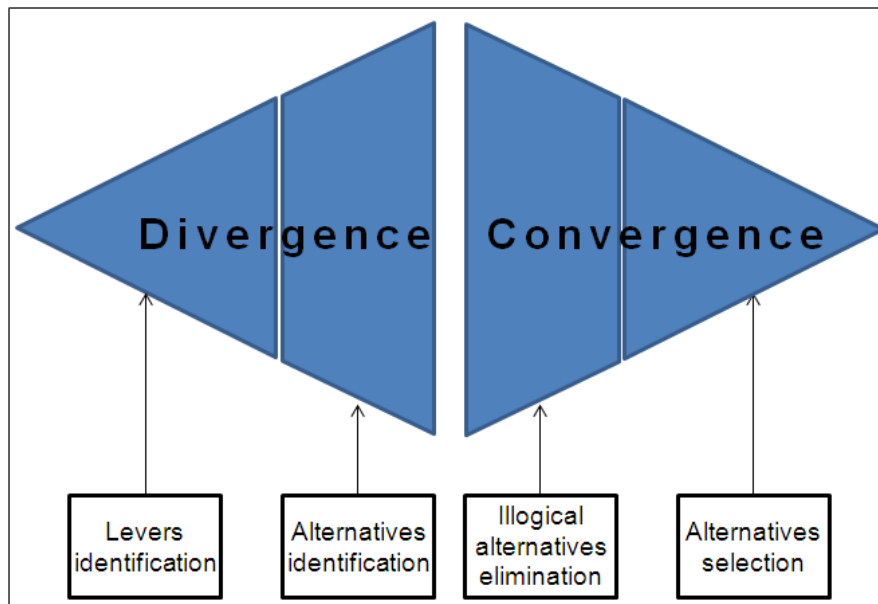 Divergence Convergence
Levers
identification
Alternatives
identification
Illogical
alternatives
elimination
Alternatives
selection